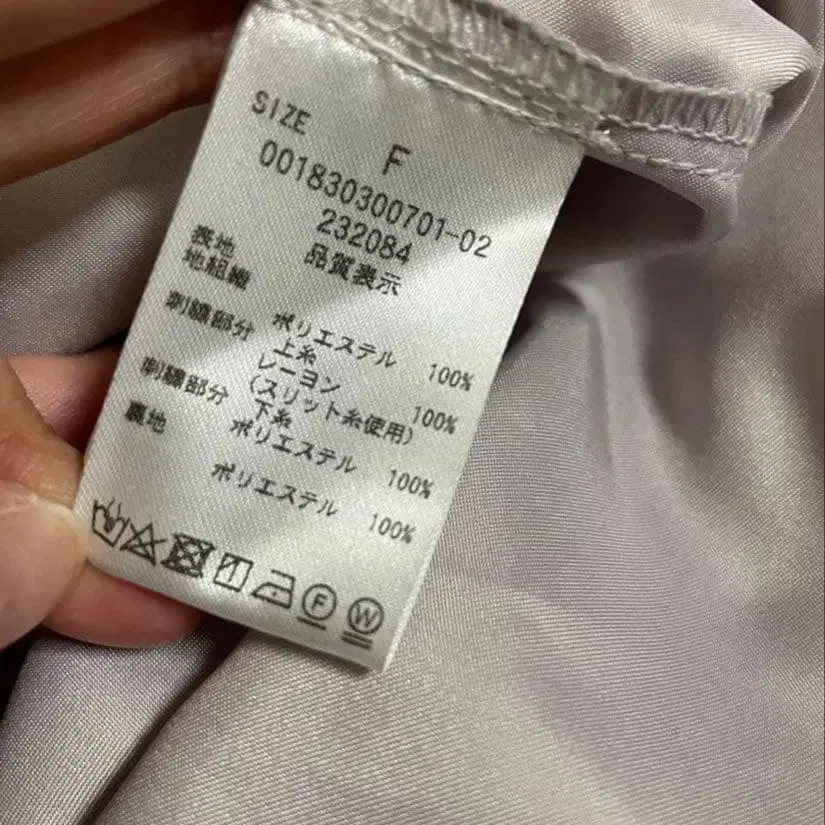 SIZE
F
001830300701-02
232084
品質表示
表地
地組織
ポリエステル 100%
刺繍部分 上糸
レーヨン 100%
(スリット糸使用)
刺繍部分 下糸
ポリエステル 100%
裏地
ポリエステル 100%
F
W